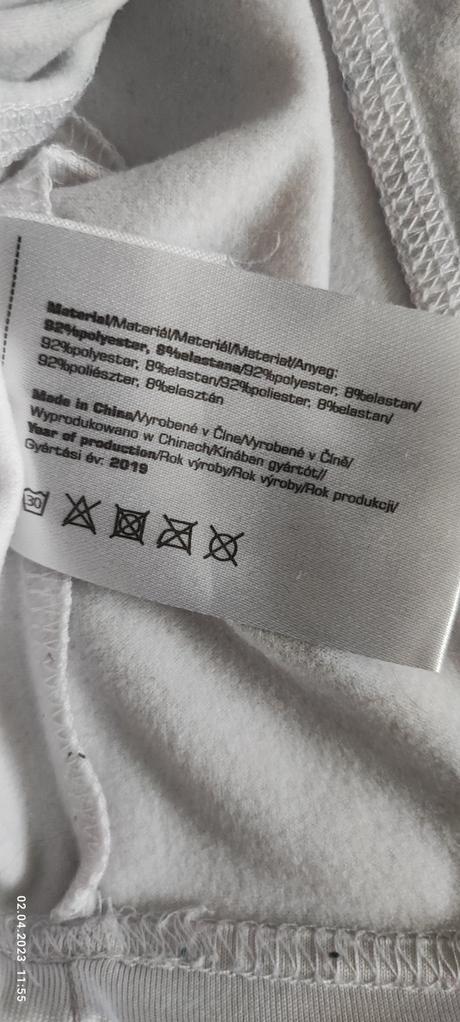 Material/Materiál/Materiál/Materiał/Anyag:
92%polyester, 8%elastane/92%polyester, 8%elastan/
92%polyester, 8%elastan/92%poliester, 8%elastan/
92%poliészter, 8%elasztán
Made in China/Vyrobené v Číne/Vyrobené v Číně/
Wyprodukowano w Chinach/Kínában gyártót//
Year of production/Rok výroby/Rok výroby/Rok produkcji/
Gyártási év: 2019
30
02.04.2023 11:55